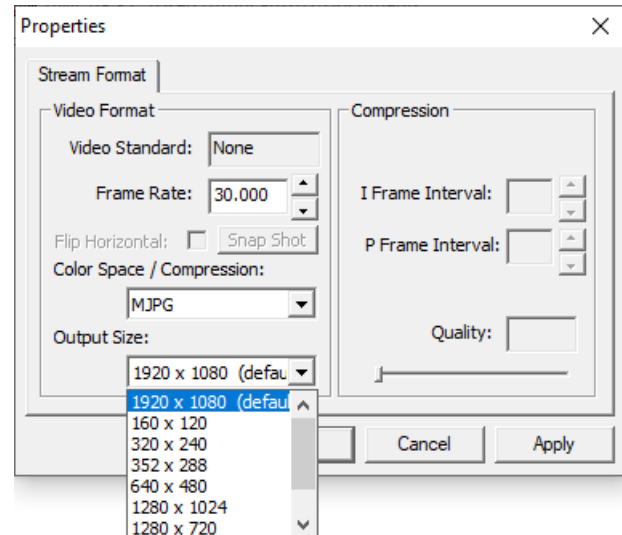 Properties
Stream Format
Video Format
Video Standard: None
Frame Rate: 30.000
Flip Horizontal: Snap Shot
Color Space / Compression:
MJPG
Output Size:
1920 x 1080 (defau
1920 x 1080 (defaul
160 x 120
320 x 240
352 x 288
640 x 480
1280 x 1024
1280 x 720
Compression
I Frame Interval:
P Frame Interval:
Quality:
Cancel Apply